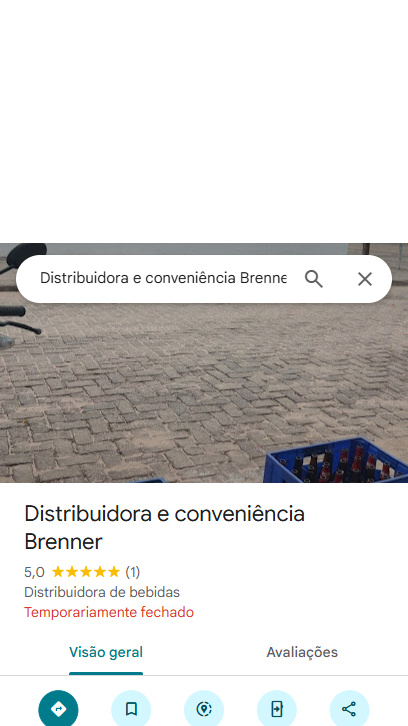 Distribuidora e conveniência Brenne
Distribuidora e conveniência
Brenner
5,0 (1)
Distribuidora de bebidas
Temporariamente fechado
Visão geral Avaliações